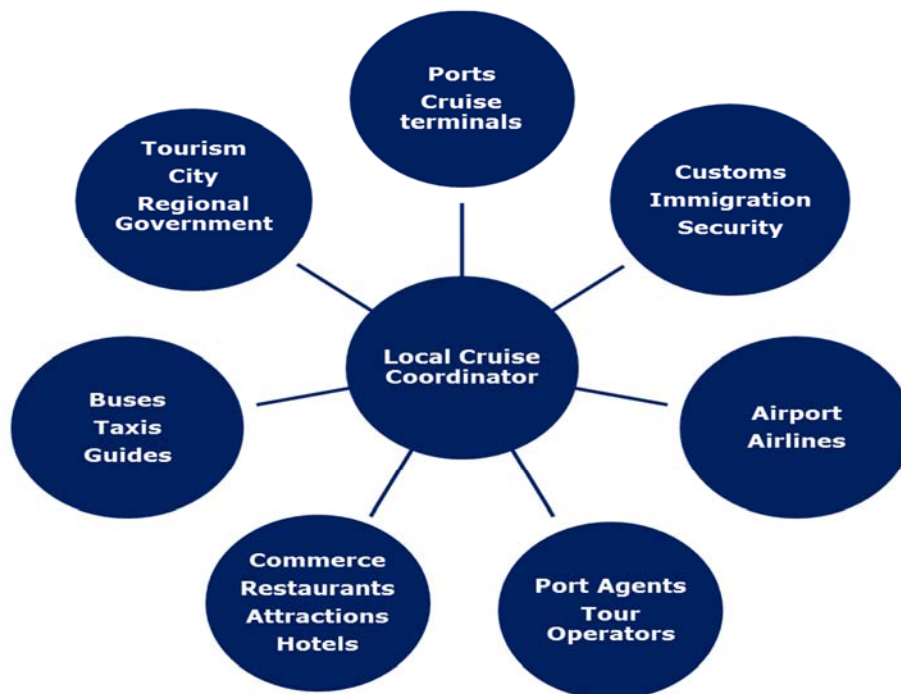 Ports
Cruise
terminals
Tourism
City
Regional
Government
Customs
Immigration
Security
Local Cruise
Coordinator
Buses
Taxis
Guides
Airport
Airlines
Commerce
Restaurants
Attractions
Hotels
Port Agents
Tour
Operators